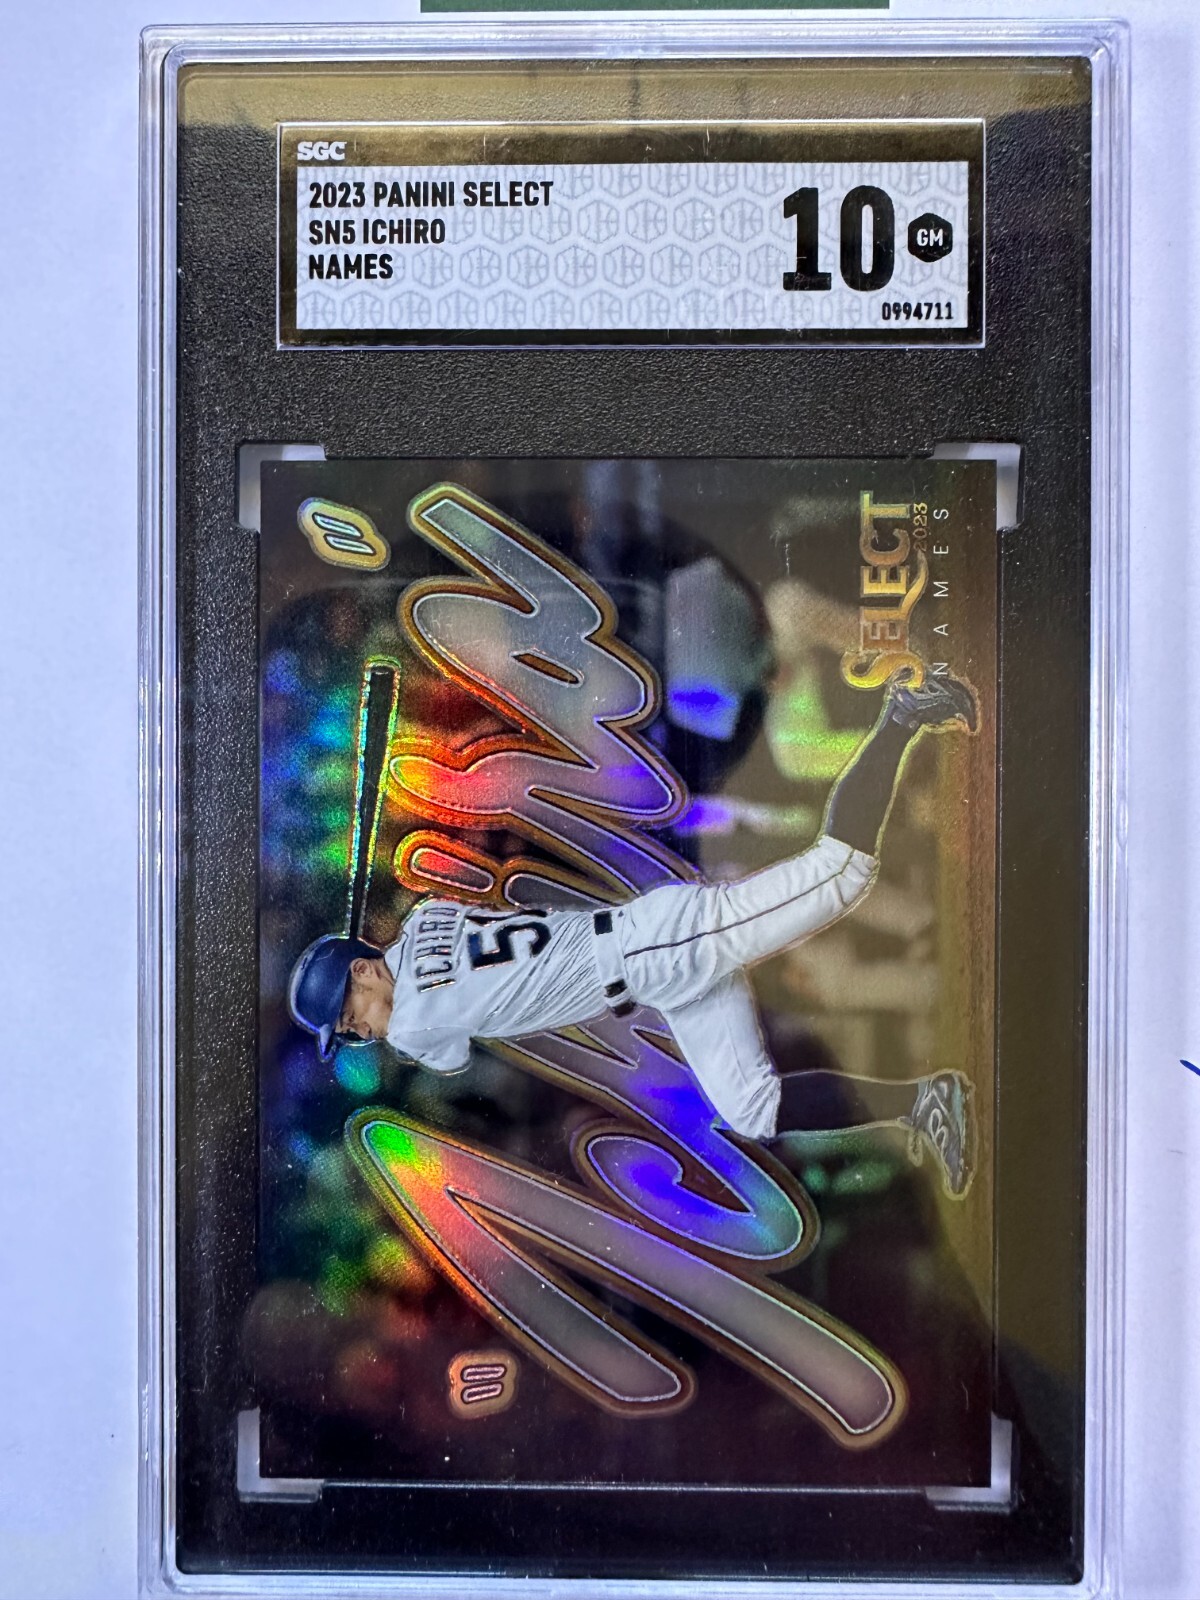 SGC
2023 PANINI SELECT
SN5 ICHIRO
NAMES
10 GM
0994711
SELECT
2023
NAMES
Ichiro
ICHIRO
51